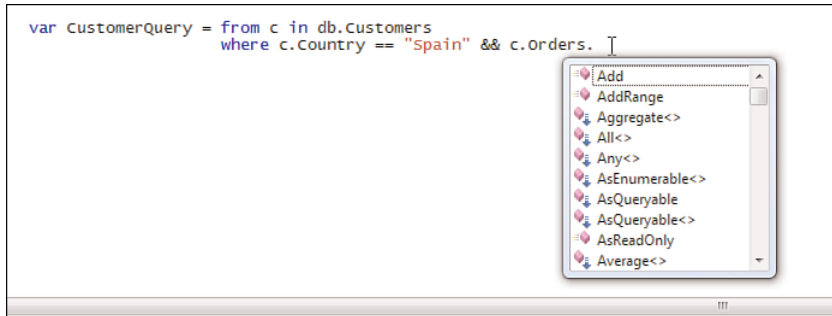 var CustomerQuery = from c in db.Customers
where c.Country == "Spain" && c.Orders.
Add
AddRange
Aggregate<>
All<>
Any<>
AsEnumerable<>
AsQueryable
AsQueryable<>
AsReadOnly
Average<>